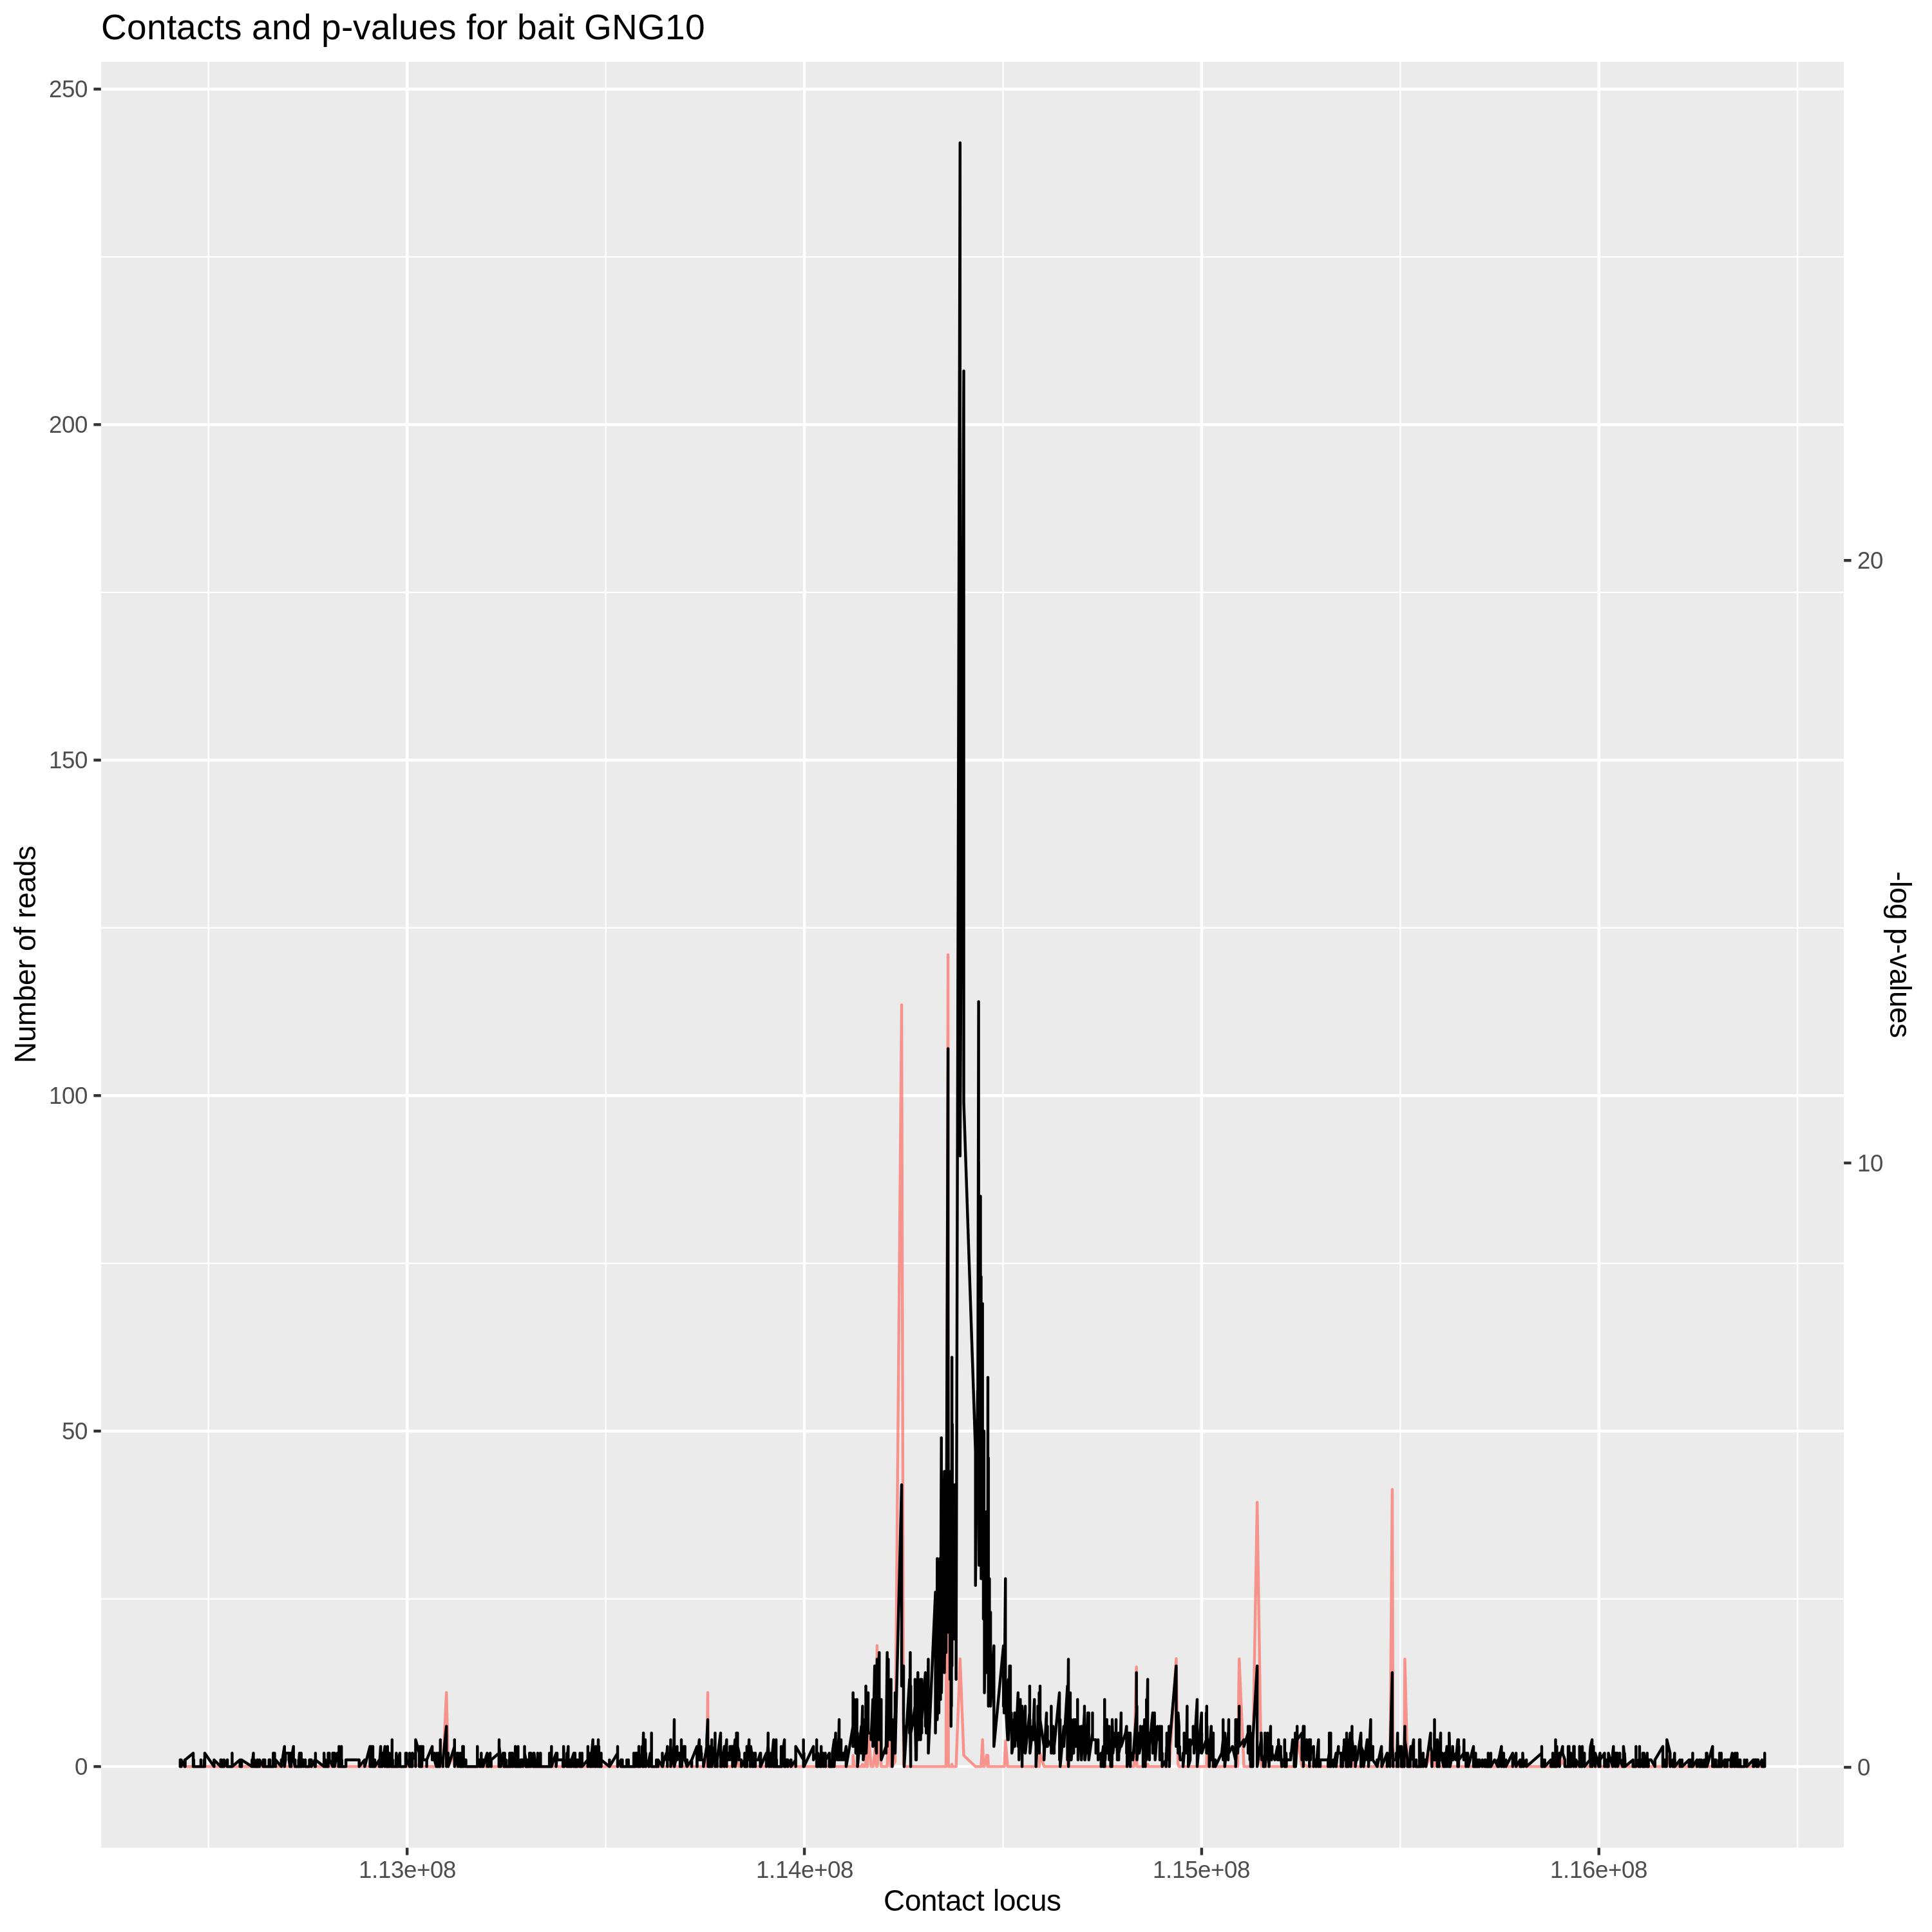 Contacts and p-values for bait GNG10
250
200
150
100
50
0
Number of reads
20
10
0
-log p-values
1.13e+08
1.14e+08
1.15e+08
1.16e+08
Contact locus